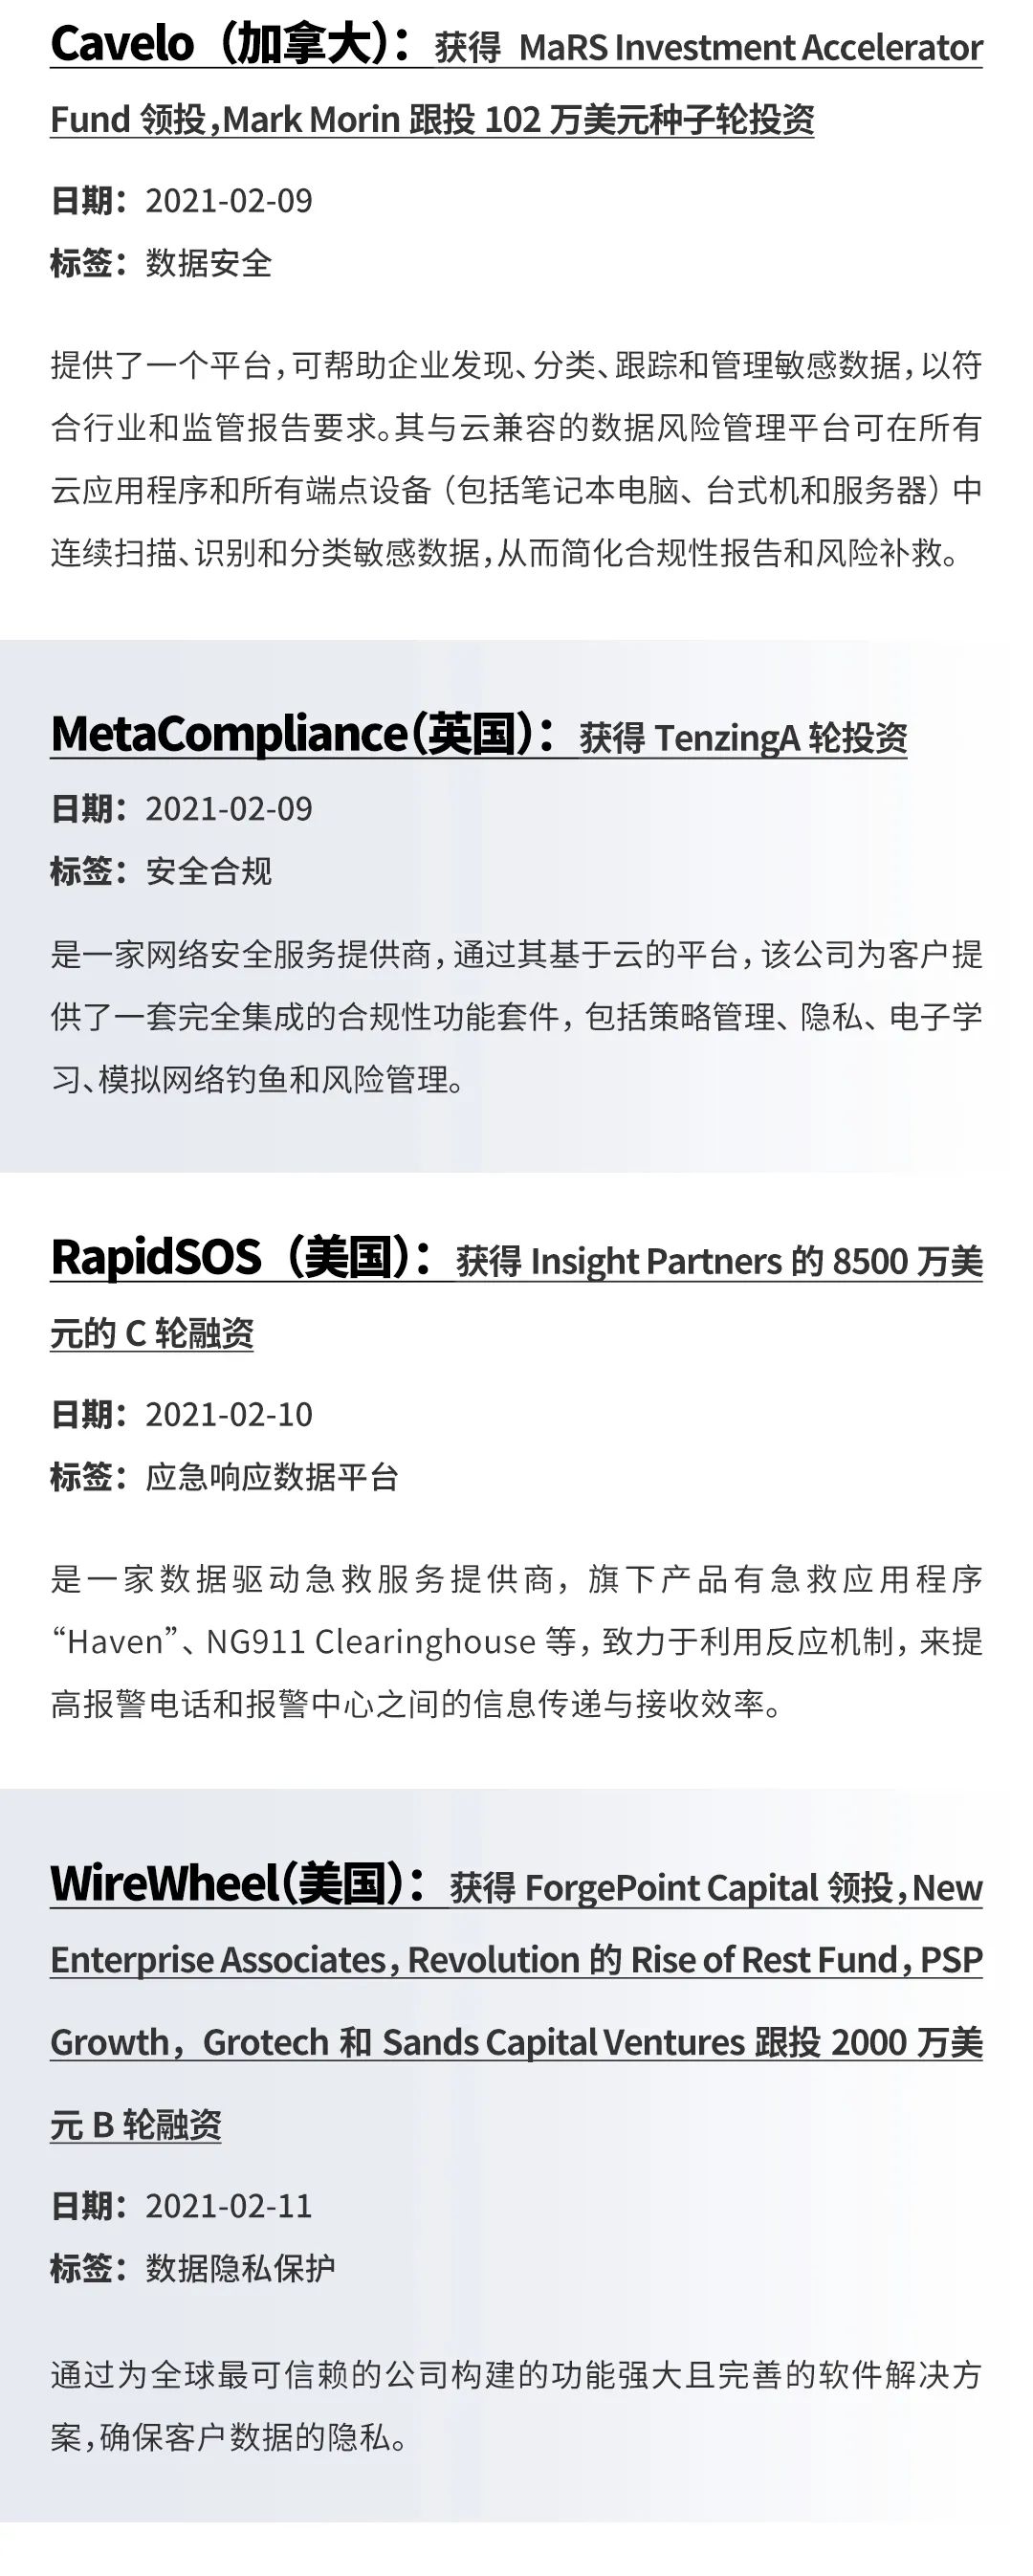 Cavelo（加拿大）：获得 MaRS Investment Accelerator
Fund 领投，Mark Morin 跟投 102 万美元种子轮投资
日期：2021-02-09
标签：数据安全
提供了一个平台，可帮助企业发现、分类、跟踪和管理敏感数据，以符
合行业和监管报告要求。其与云兼容的数据风险管理平台可在所有
云应用程序和所有端点设备（包括笔记本电脑、台式机和服务器）中
连续扫描、识别和分类敏感数据，从而简化合规性报告和风险补救。
MetaCompliance（英国）：获得 TenzingA 轮投资
日期：2021-02-09
标签：安全合规
是一家网络安全服务提供商，通过其基于云的平台，该公司为客户提
供了一套完全集成的合规性功能套件，包括策略管理、隐私、电子学
习、模拟网络钓鱼和风险管理。
RapidSOS（美国）：获得 Insight Partners 的 8500 万美
元的 C 轮融资
日期：2021-02-10
标签：应急响应数据平台
是一家数据驱动急救服务提供商，旗下产品有急救应用程序
“Haven”、NG911 Clearinghouse 等，致力于利用反应机制，来提
高报警电话和报警中心之间的信息传递与接收效率。
WireWheel（美国）：获得 ForgePoint Capital 领投，New
Enterprise Associates，Revolution 的 Rise of Rest Fund，PSP
Growth，Grotech 和 Sands Capital Ventures 跟投 2000 万美
元 B 轮融资
日期：2021-02-11
标签：数据隐私保护
通过为全球最可信赖的公司构建的功能强大且完善的软件解决方
案，确保客户数据的隐私。